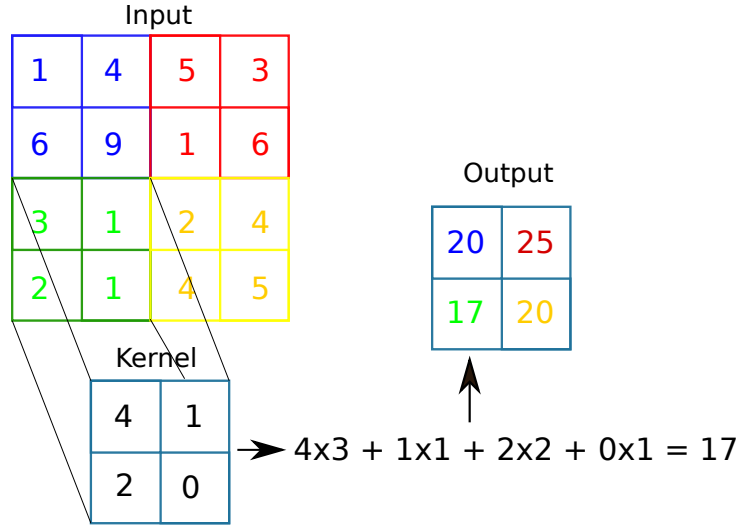 Input
1 4 5 3
6 9 1 6
3 1 2 4
2 1 4 5
Output
20 25
17 20
Kernel
4 1
2 0
4x3 + 1x1 + 2x2 + 0x1 = 17